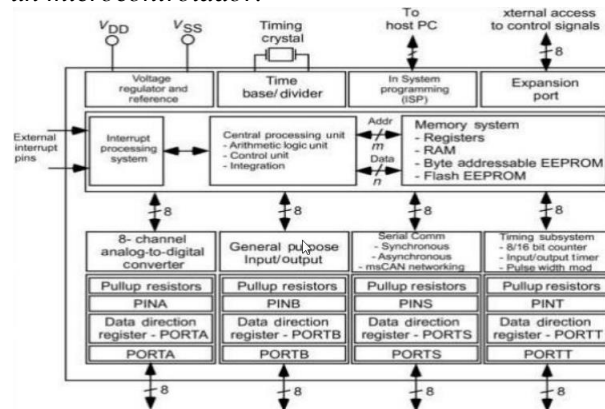 un microcontrolador.
VDD
VSS
Timing
crystal
To
host PC
xternal access
to control signals
8
Voltage
regulator and
reference
Time
base/divider
In System
programming
(ISP)
Expansion
port
External
interrupt
pins
Interrupt
processing
system
Central processing unit
- Arithmetic logic unit
- Control unit
- Integration
Addr
m
Data
n
Memory system
- Registers
- RAM
- Byte addressable EEPROM
- Flash EEPROM
8
8
8
8
8- channel
analog-to-digital
converter
General purpose
Input/output
Serial Comm
- Synchronous
- Asynchronous
- msCAN networking
Timing subsystem
- 8/16 bit counter
- Input/output timer
- Pulse width mod
Pullup resistors
Pullup resistors
Pullup resistors
Pullup resistors
PINA
PINB
PINS
PINT
Data direction
register - PORTA
Data direction
register - PORTB
Data direction
register - PORTS
Data direction
register - PORTT
PORTA
PORTB
PORTS
PORTT
8
8
8
8